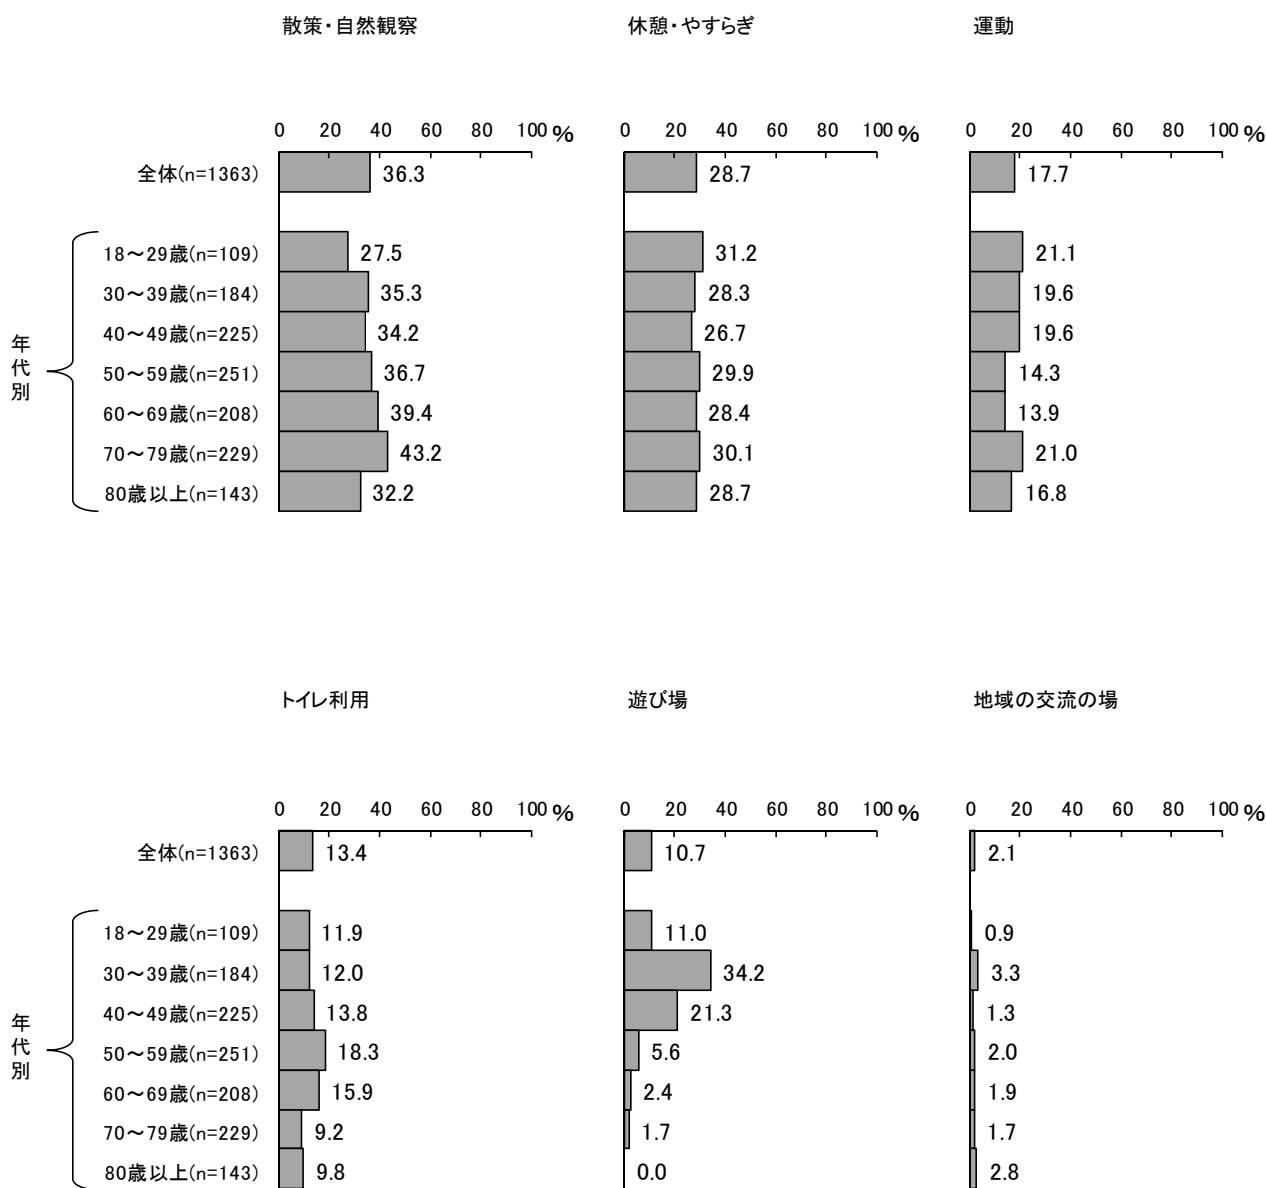 散策・自然観察 休憩・やすらぎ 運動
0 20 40 60 80 100 % 0 20 40 60 80 100 % 0 20 40 60 80 100 %
全体(n=1363) 36.3 28.7 17.7
18～29歳(n=109) 27.5 31.2 21.1
30～39歳(n=184) 35.3 28.3 19.6
40～49歳(n=225) 34.2 26.7 19.6
50～59歳(n=251) 36.7 29.9 14.3
60～69歳(n=208) 39.4 28.4 13.9
70～79歳(n=229) 43.2 30.1 21.0
80歳以上(n=143) 32.2 28.7 16.8
年代別
トイレ利用 遊び場 地域の交流の場
0 20 40 60 80 100 % 0 20 40 60 80 100 % 0 20 40 60 80 100 %
全体(n=1363) 13.4 10.7 2.1
18～29歳(n=109) 11.9 11.0 0.9
30～39歳(n=184) 12.0 34.2 3.3
40～49歳(n=225) 13.8 21.3 1.3
50～59歳(n=251) 18.3 5.6 2.0
60～69歳(n=208) 15.9 2.4 1.9
70～79歳(n=229) 9.2 1.7 1.7
80歳以上(n=143) 9.8 0.0 2.8
年代別